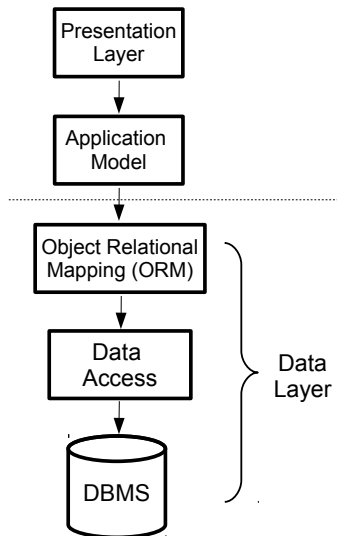 Presentation
Layer
Application
Model
Object Relational
Mapping (ORM)
Data
Access
Data
Layer
DBMS